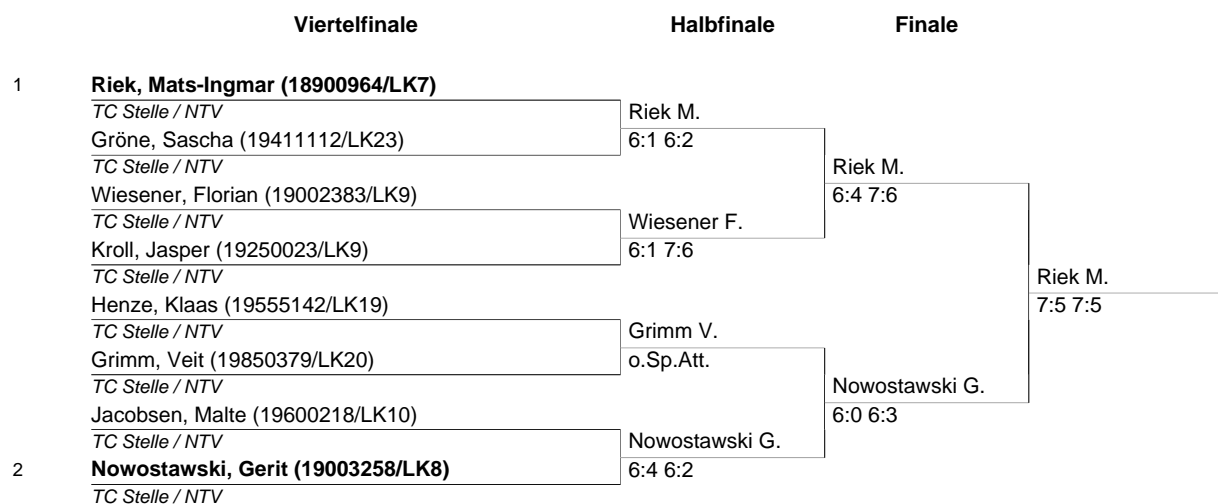 Viertelfinale Halbfinale Finale
1 Riek, Mats-Ingmar (18900964/LK7)
TC Stelle / NTV Riek M.
Gröne, Sascha (19411112/LK23) 6:1 6:2
TC Stelle / NTV Riek M.
Wiesener, Florian (19002383/LK9) 6:4 7:6
TC Stelle / NTV Wiesener F.
Kroll, Jasper (19250023/LK9) 6:1 7:6
TC Stelle / NTV Riek M.
Henze, Klaas (19555142/LK19) 7:5 7:5
TC Stelle / NTV Grimm V.
Grimm, Veit (19850379/LK20) o.Sp.Att.
TC Stelle / NTV Nowostawski G.
Jacobsen, Malte (19600218/LK10) 6:0 6:3
TC Stelle / NTV Nowostawski G.
2 Nowostawski, Gerit (19003258/LK8) 6:4 6:2
TC Stelle / NTV